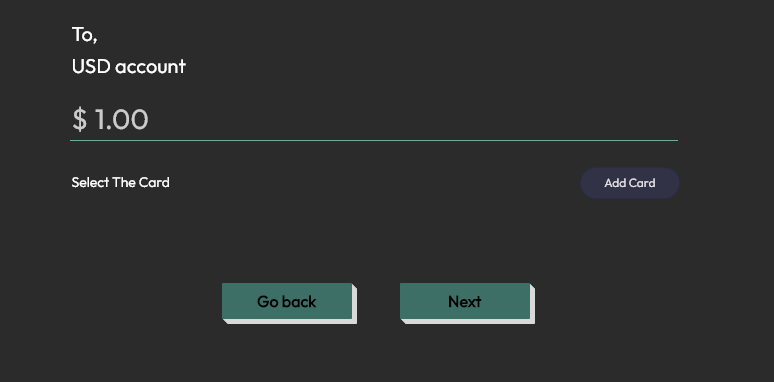 To,
USD account
$ 1.00
Select The Card
Add Card
Go back
Next